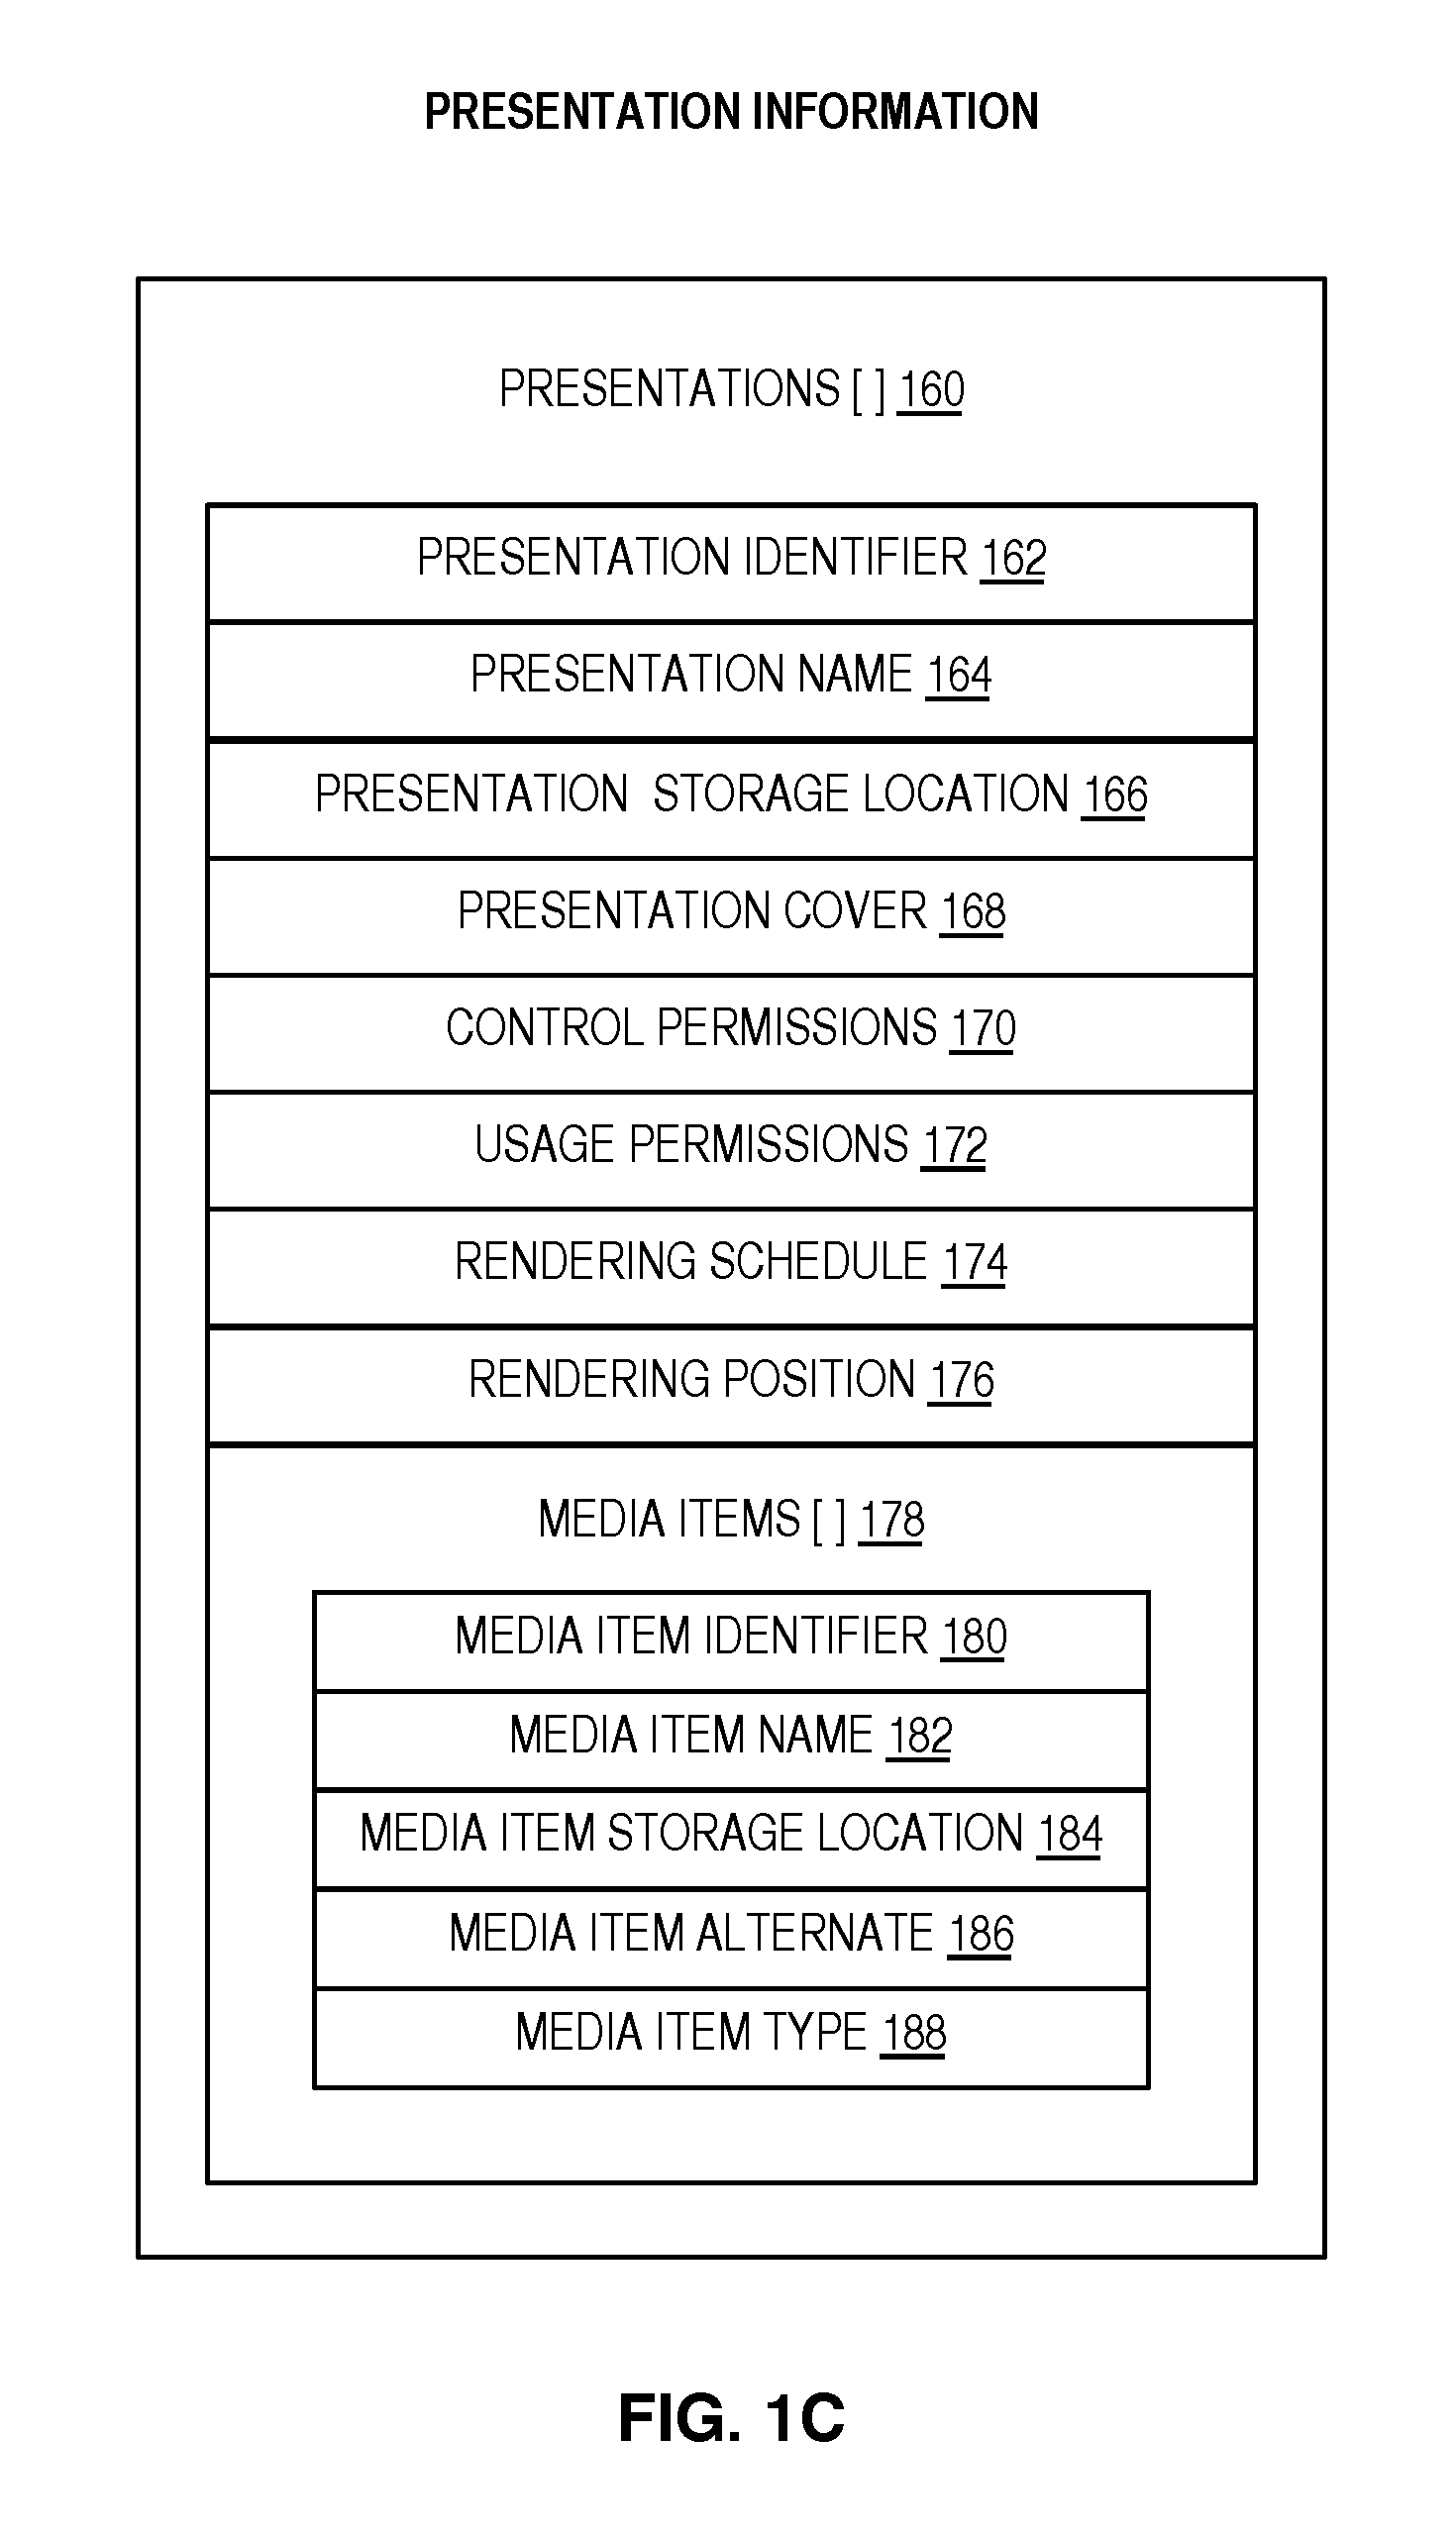 PRESENTATION INFORMATION
PRESENTATIONS [ ] 160
PRESENTATION IDENTIFIER 162
PRESENTATION NAME 164
PRESENTATION STORAGE LOCATION 166
PRESENTATION COVER 168
CONTROL PERMISSIONS 170
USAGE PERMISSIONS 172
RENDERING SCHEDULE 174
RENDERING POSITION 176
MEDIA ITEMS [ ] 178
MEDIA ITEM IDENTIFIER 180
MEDIA ITEM NAME 182
MEDIA ITEM STORAGE LOCATION 184
MEDIA ITEM ALTERNATE 186
MEDIA ITEM TYPE 188
FIG. 1C